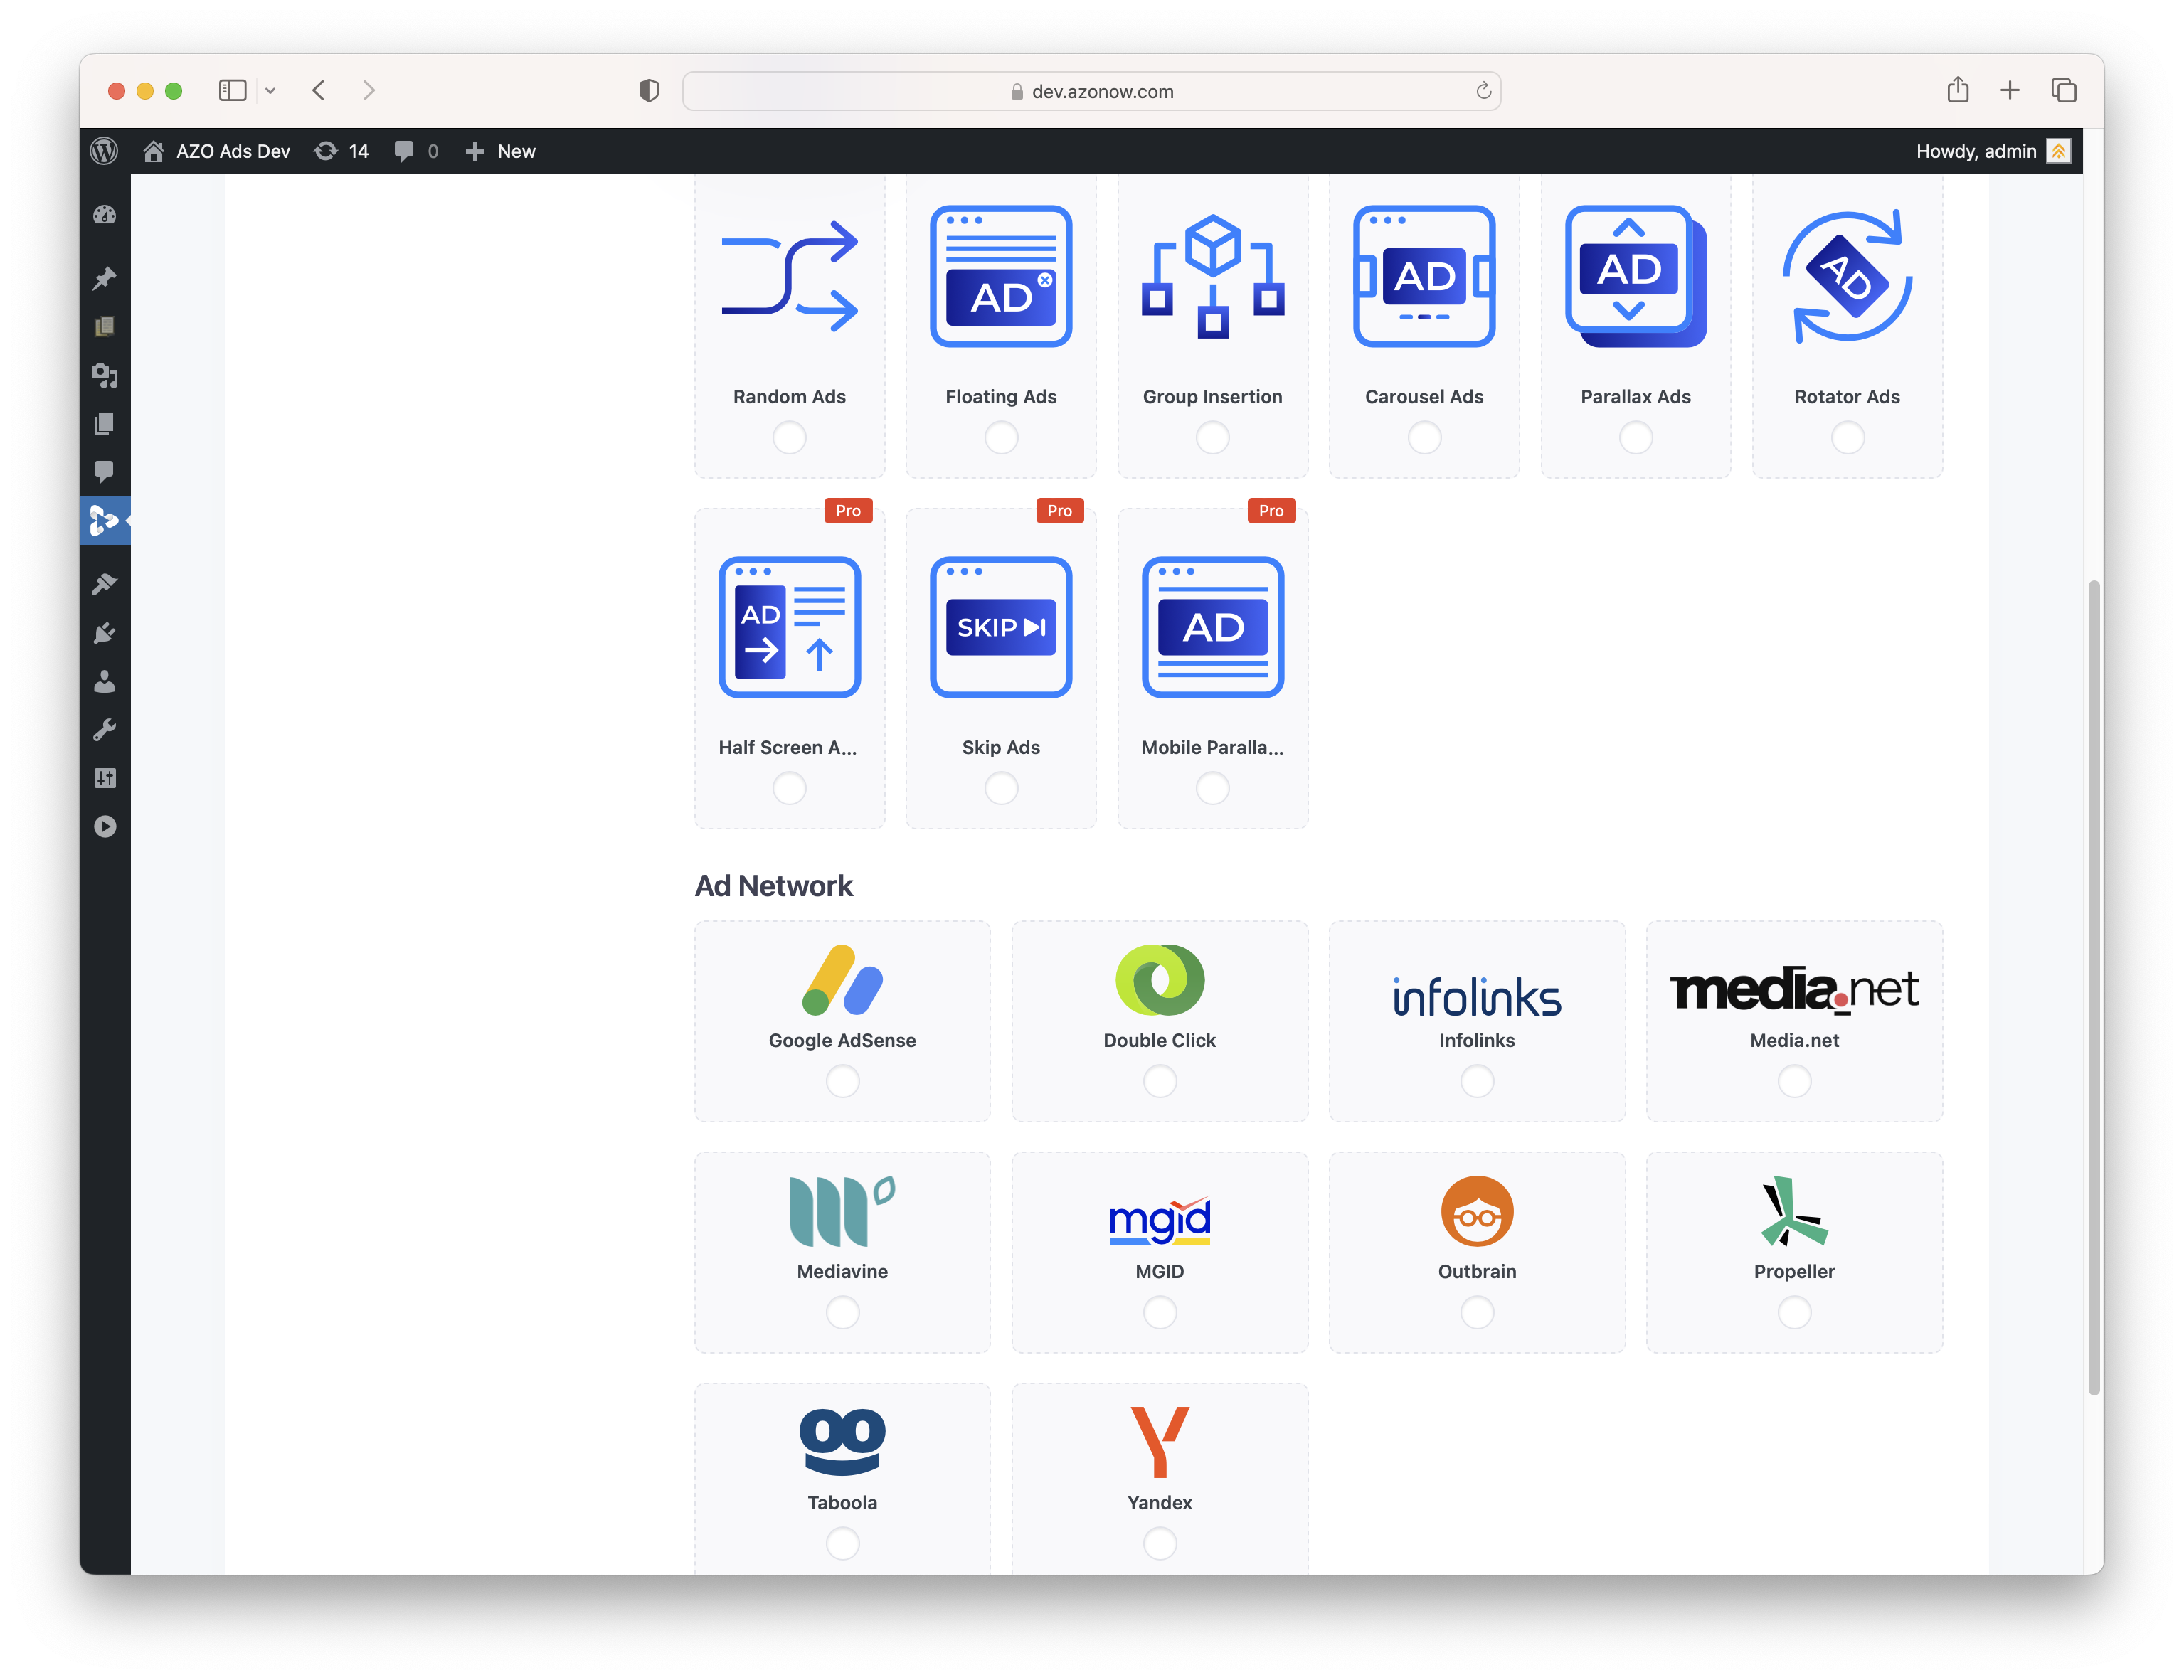 dev.azonow.com
AZO Ads Dev 14 0 New Howdy, admin
AD AD AD AD
Random Ads Floating Ads Group Insertion Carousel Ads Parallax Ads Rotator Ads
Pro Pro Pro
AD SKIP AD
Half Screen A... Skip Ads Mobile Paralla...
Ad Network
infolinks media.net
Google AdSense Double Click Infolinks Media.net
mgid
Mediavine MGID Outbrain Propeller
Taboola Yandex